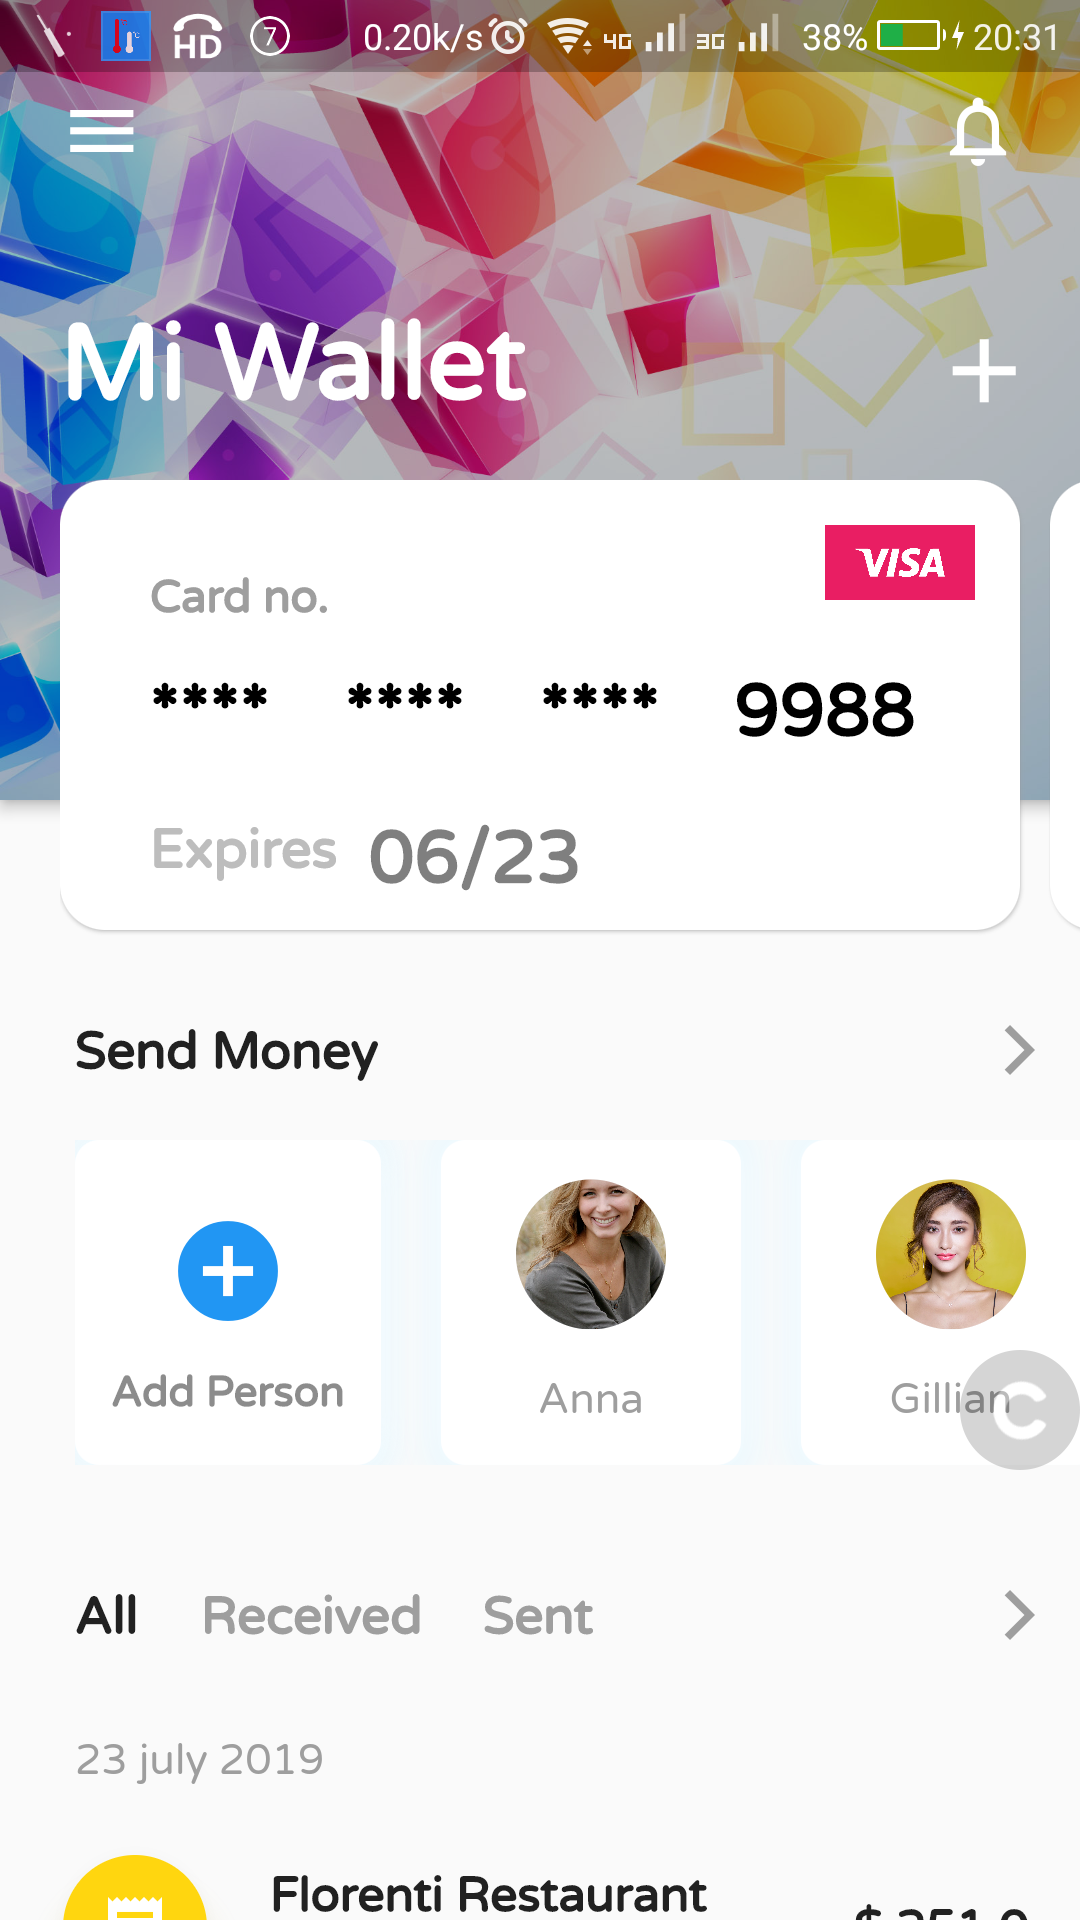 HD 7 0.20k/s 4G 3G 38% 20:31
Mi Wallet
VISA
Card no.
**** **** **** 9988
Expires 06/23
Send Money
Add Person Anna Gillian
C
All Received Sent
23 july 2019
Florenti Restaurant